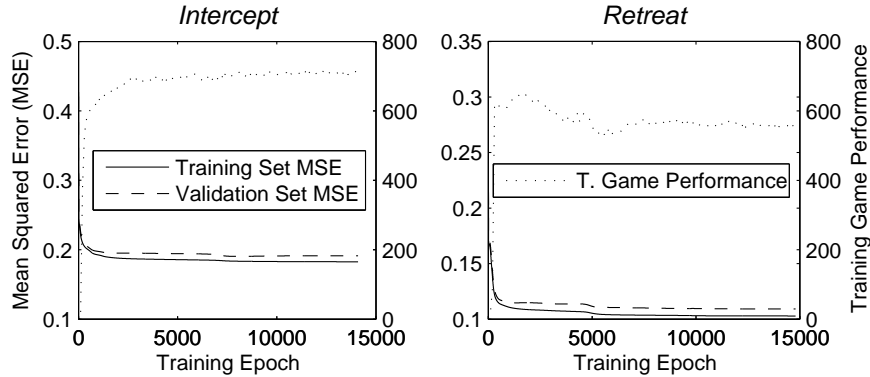 Intercept
Mean Squared Error (MSE)
0.5
0.4
0.3
0.2
0.1
800
600
400
200
0
Training Set MSE
Validation Set MSE
0 5000 10000 15000
Training Epoch
Retreat
0.35
0.3
0.25
0.2
0.15
0.1
800
600
400
200
0
T. Game Performance
0 5000 10000 15000
Training Epoch
Training Game Performance